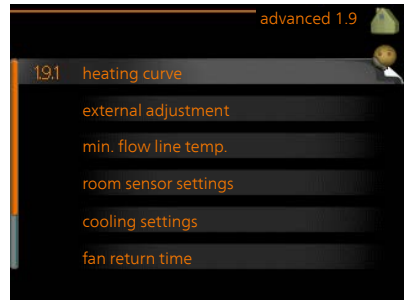 advanced 1.9
1.9.1 heating curve
external adjustment
min. flow line temp.
room sensor settings
cooling settings
fan return time